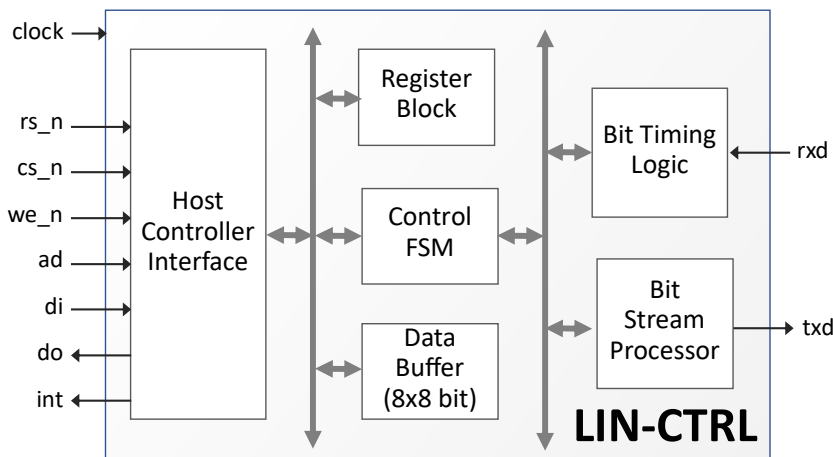 clock
rs_n
cs_n
we_n
ad
di
do
int
Host
Controller
Interface
Register
Block
Control
FSM
Data
Buffer
(8x8 bit)
Bit Timing
Logic
Bit
Stream
Processor
rxd
txd
LIN-CTRL